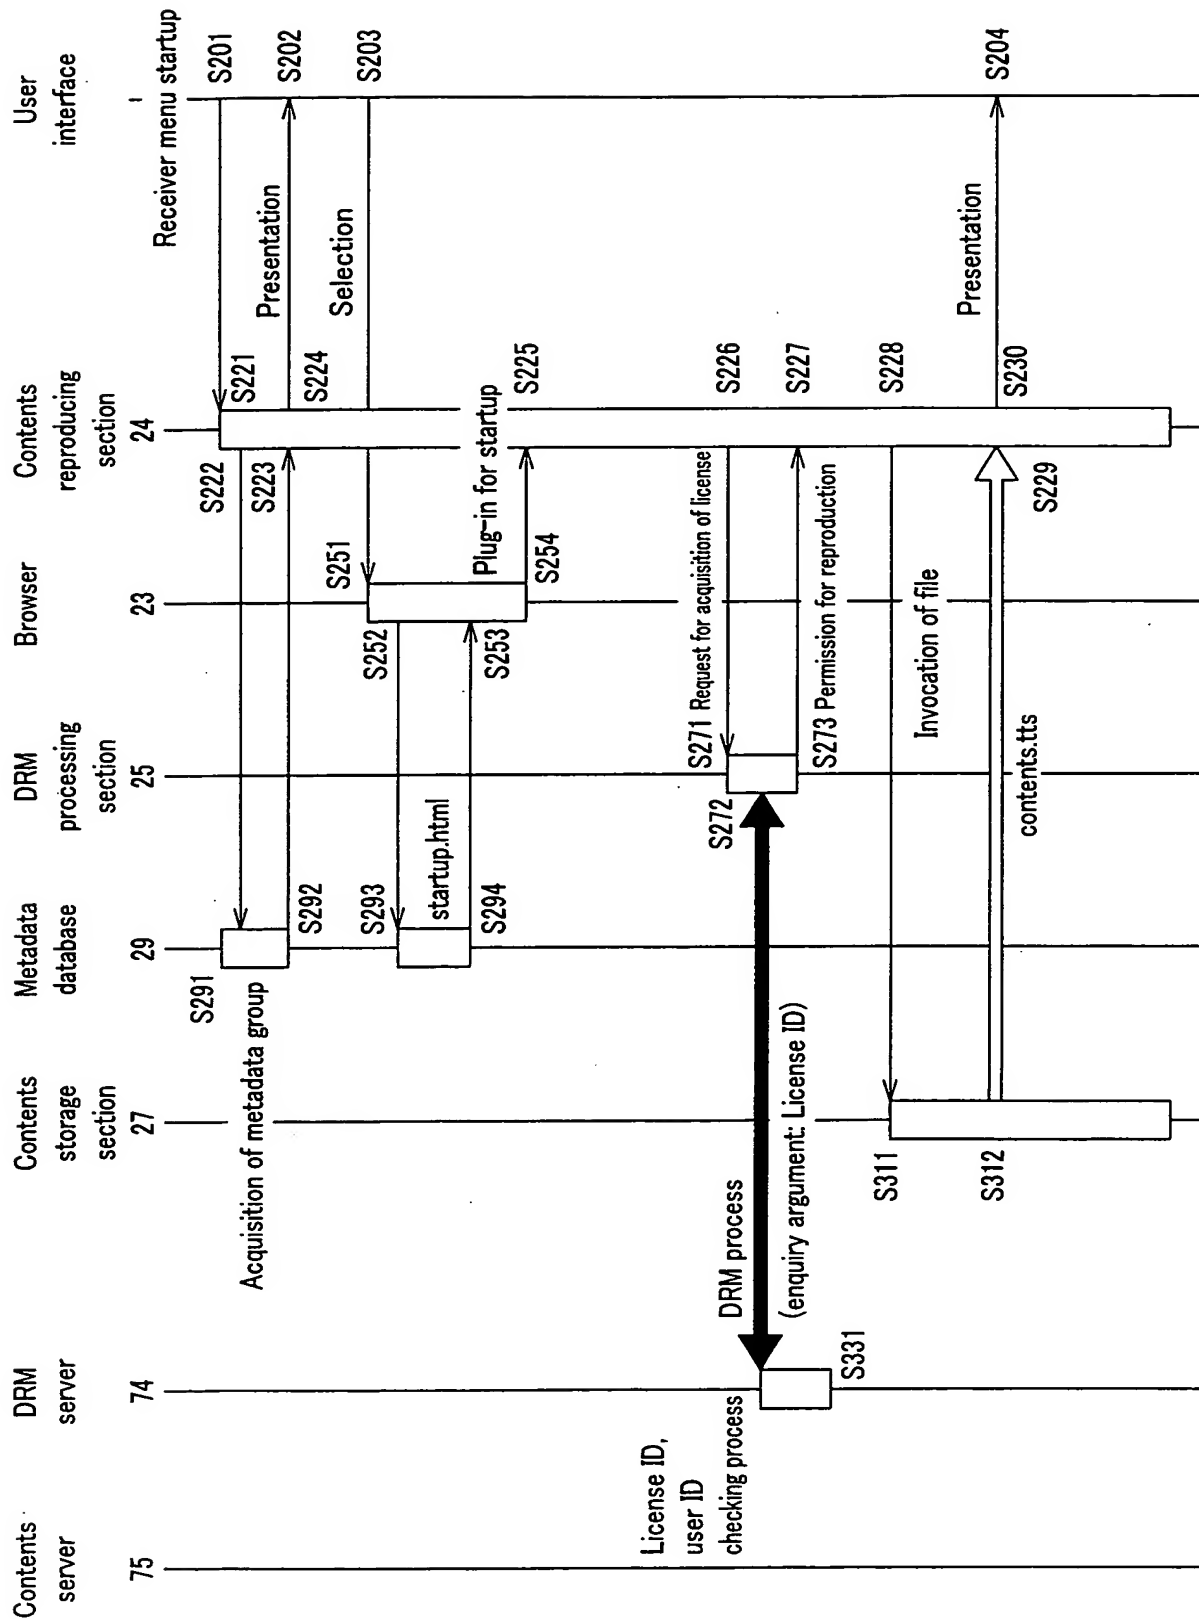 Contents
server
75
DRM
server
74
Contents
storage
section
27
Metadata
database
29
DRM
processing
section
25
Browser
23
Contents
reproducing
section
24
User
interface
Receiver menu startup
S201
S221
S222
S291
Acquisition of metadata group
S292
S223
Presentation
S202
S224
Selection
S203
S251
S252
S293
startup.html
S294
S253
Plug-in for startup
S254
S225
S226
S271 Request for acquisition of license
S272
DRM process
(enquiry argument: License ID)
License ID,
user ID
checking process
S331
S273 Permission for reproduction
S227
S228
Invocation of file
S311
S312
contents.tts
S229
S230
Presentation
S204